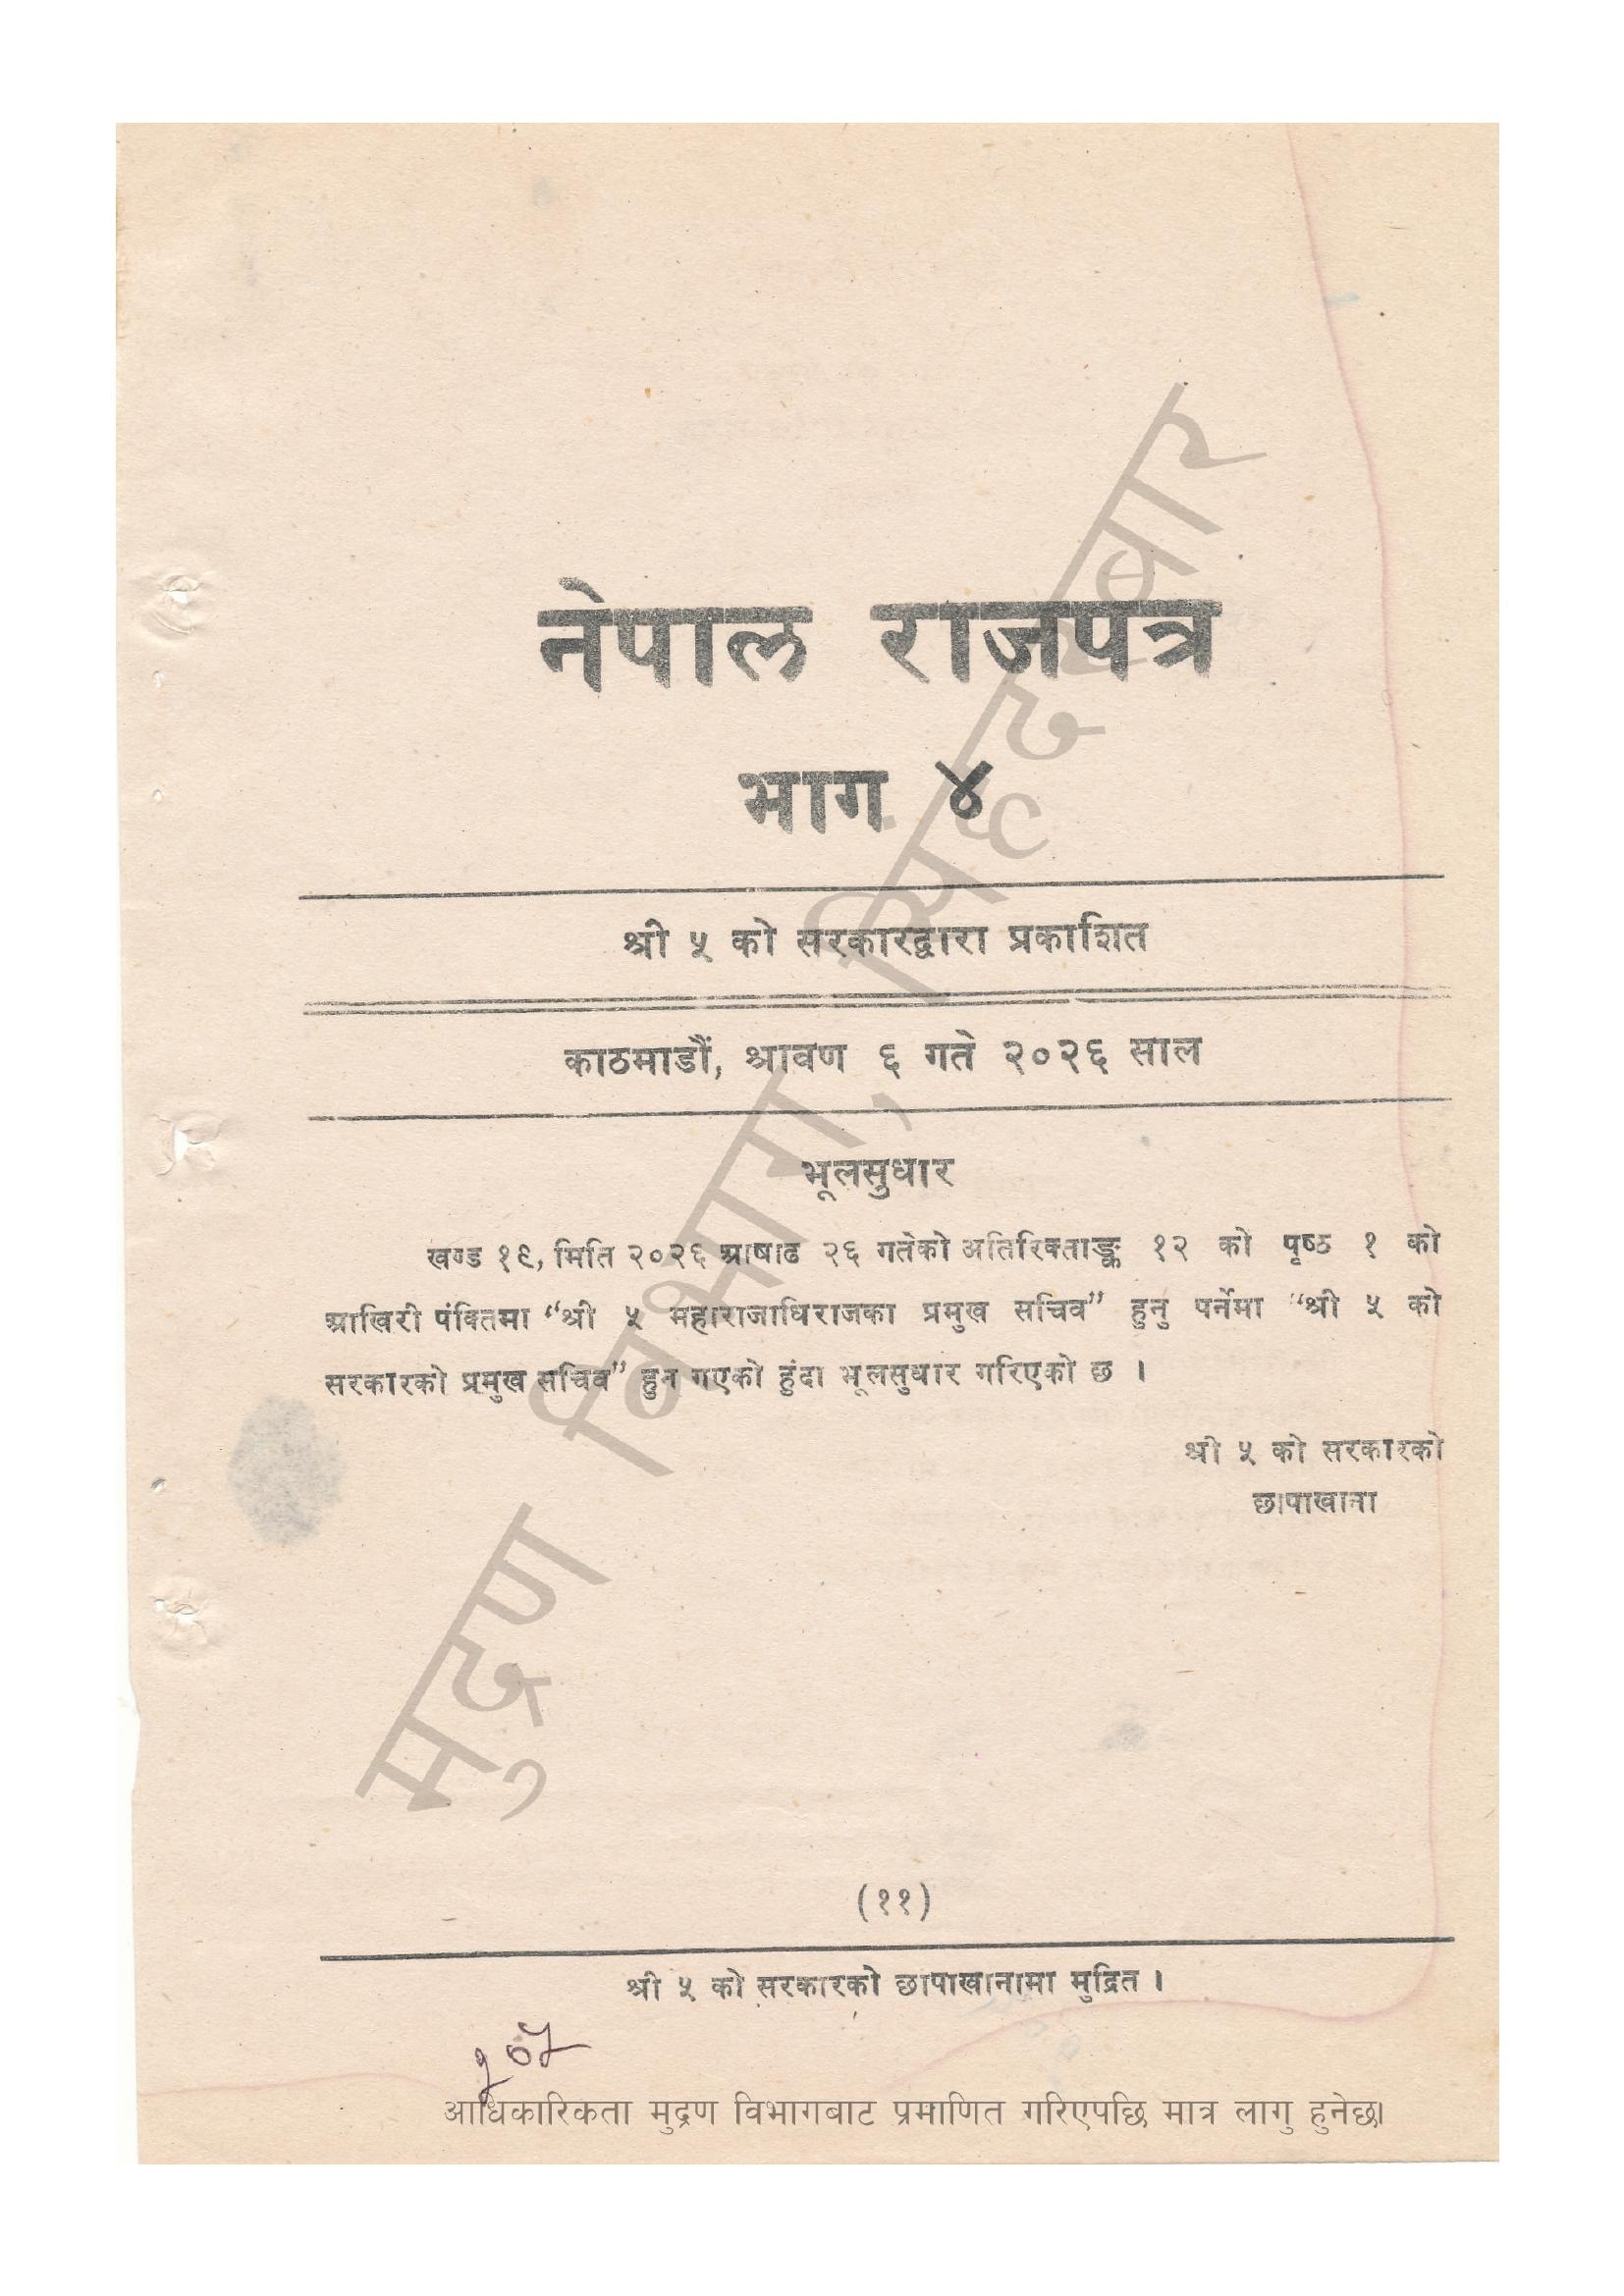 नेपाल राजपत्र
भाग ४
श्री ५ को सरकारद्वारा प्रकाशित
काठमाडौं, श्रावण ६ गते २०२६ साल
भूलसुधार
खण्ड १९, मिति २०२६ आषाढ २६ गतेको अतिरिक्ताङ्क १२ को पृष्ठ १ को
आखिरी पंक्तिमा “श्री ५ महाराजाधिराजका प्रमुख सचिव” हुनु पर्नेमा “श्री ५ को
सरकारको प्रमुख सचिव” हुन गएको हुंदा भूलसुधार गरिएको छ ।
श्री ५ को सरकारको
छापाखाना
(११)
श्री ५ को सरकारको छापाखानामा मुद्रित ।
आधिकारिकता मुद्रण विभागबाट प्रमाणित गरिएपछि मात्र लागु हुनेछ।
मुद्रण विभाग, सिंहदरबार